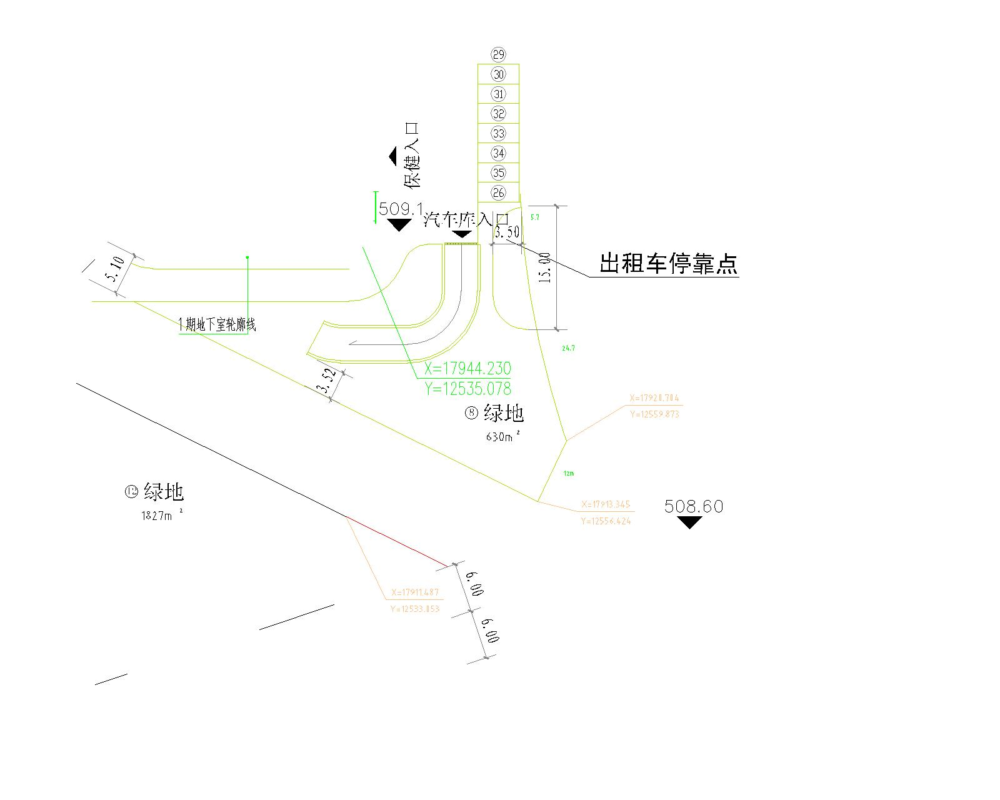 ㉙
㉚
㉛
㉜
㉝
㉞
㉟
㉖
保健入口
509.1
汽车库入口
5.7
3.50
15.00
出租车停靠点
5.10
1期地下室轮廓线
24.7
X=17944.230
Y=12535.078
3.52
X=17920.704
Y=12559.873
⑧ 绿地
630m²
12m
⑫ 绿地
1827m²
X=17913.345
Y=12556.424
508.60
X=17911.487
Y=12533.053
6.00
6.00